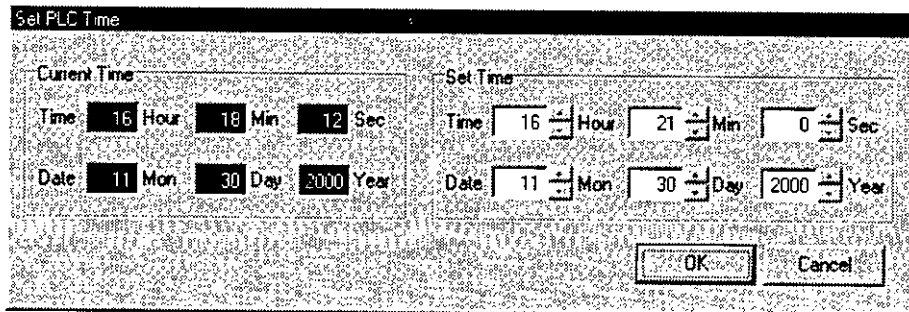 Set PLC Time
Current Time
Time 16 Hour 18 Min 12 Sec
Date 11 Mon 30 Day 2000 Year
Set Time
Time 16 Hour 21 Min 0 Sec
Date 11 Mon 30 Day 2000 Year
OK Cancel